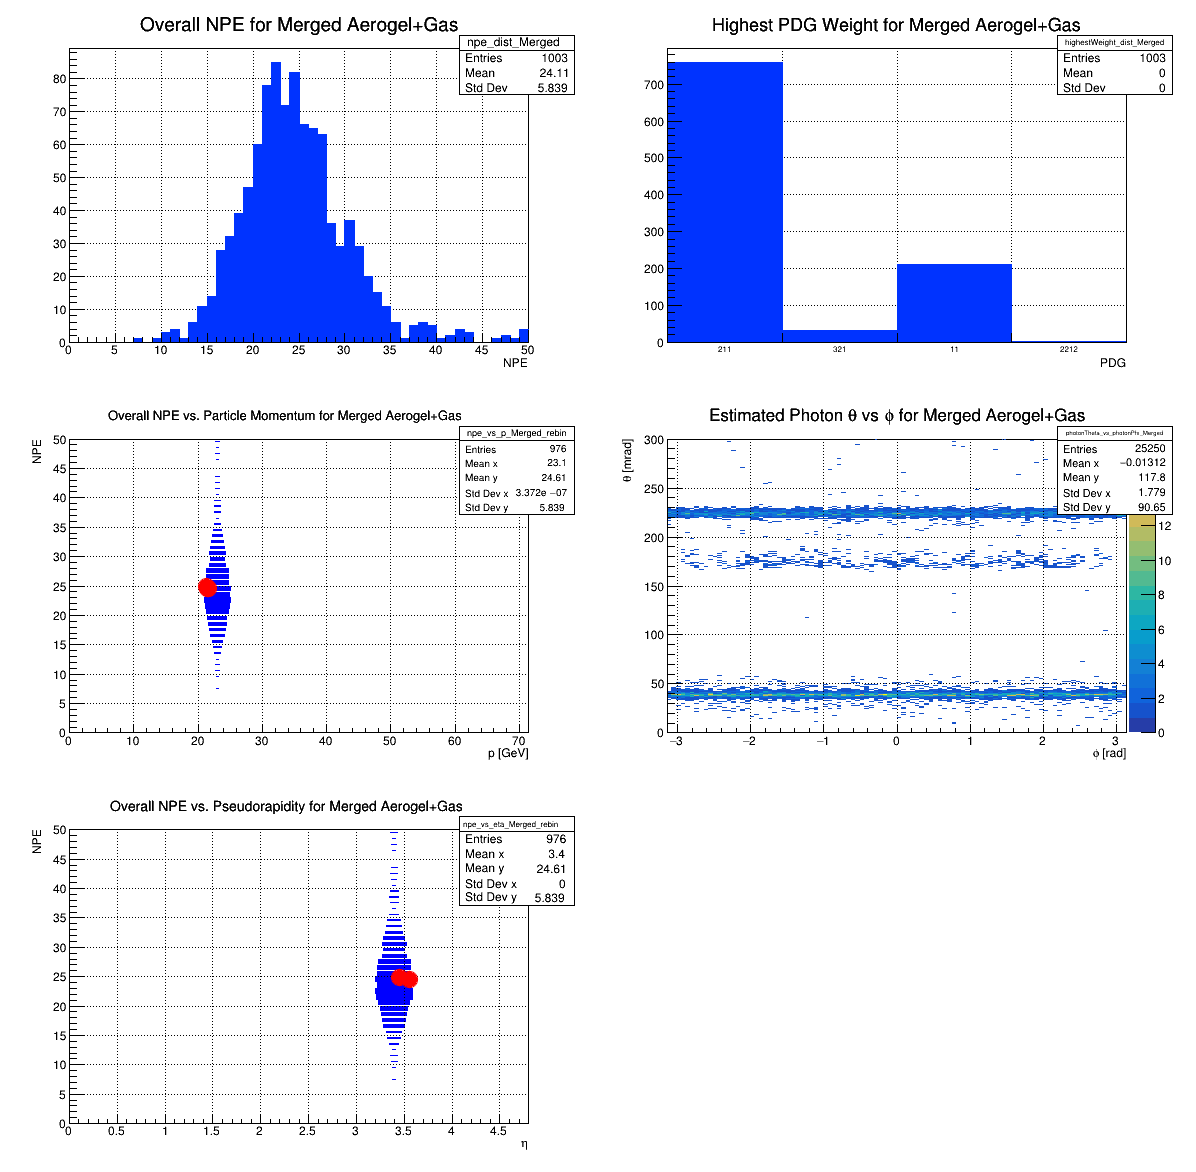 Overall NPE for Merged Aerogel+Gas
npe_dist_Merged
Entries 1003
Mean 24.11
Std Dev 5.839
80
70
60
50
40
30
20
10
0
0 5 10 15 20 25 30 35 40 45 50
NPE
Highest PDG Weight for Merged Aerogel+Gas
highestWeight_dist_Merged
Entries 1003
Mean 0
Std Dev 0
700
600
500
400
300
200
100
0
211 321 11 2212
PDG
Overall NPE vs. Particle Momentum for Merged Aerogel+Gas
npe_vs_p_Merged_rebin
Entries 976
Mean x 23.1
Mean y 24.61
Std Dev x 3.372e −07
Std Dev y 5.839
NPE
50
45
40
35
30
25
20
15
10
5
0
0 10 20 30 40 50 60 70
p [GeV]
Estimated Photon θ vs ϕ for Merged Aerogel+Gas
photonTheta_vs_photonPhi_Merged
Entries 25250
Mean x −0.01312
Mean y 117.8
Std Dev x 1.779
Std Dev y 90.65
θ [mrad]
300
250
200
150
100
50
0
−3 −2 −1 0 1 2 3
ϕ [rad]
12
10
8
6
4
2
0
Overall NPE vs. Pseudorapidity for Merged Aerogel+Gas
npe_vs_eta_Merged_rebin
Entries 976
Mean x 3.4
Mean y 24.61
Std Dev x 0
Std Dev y 5.839
NPE
50
45
40
35
30
25
20
15
10
5
0
0 0.5 1 1.5 2 2.5 3 3.5 4 4.5
η